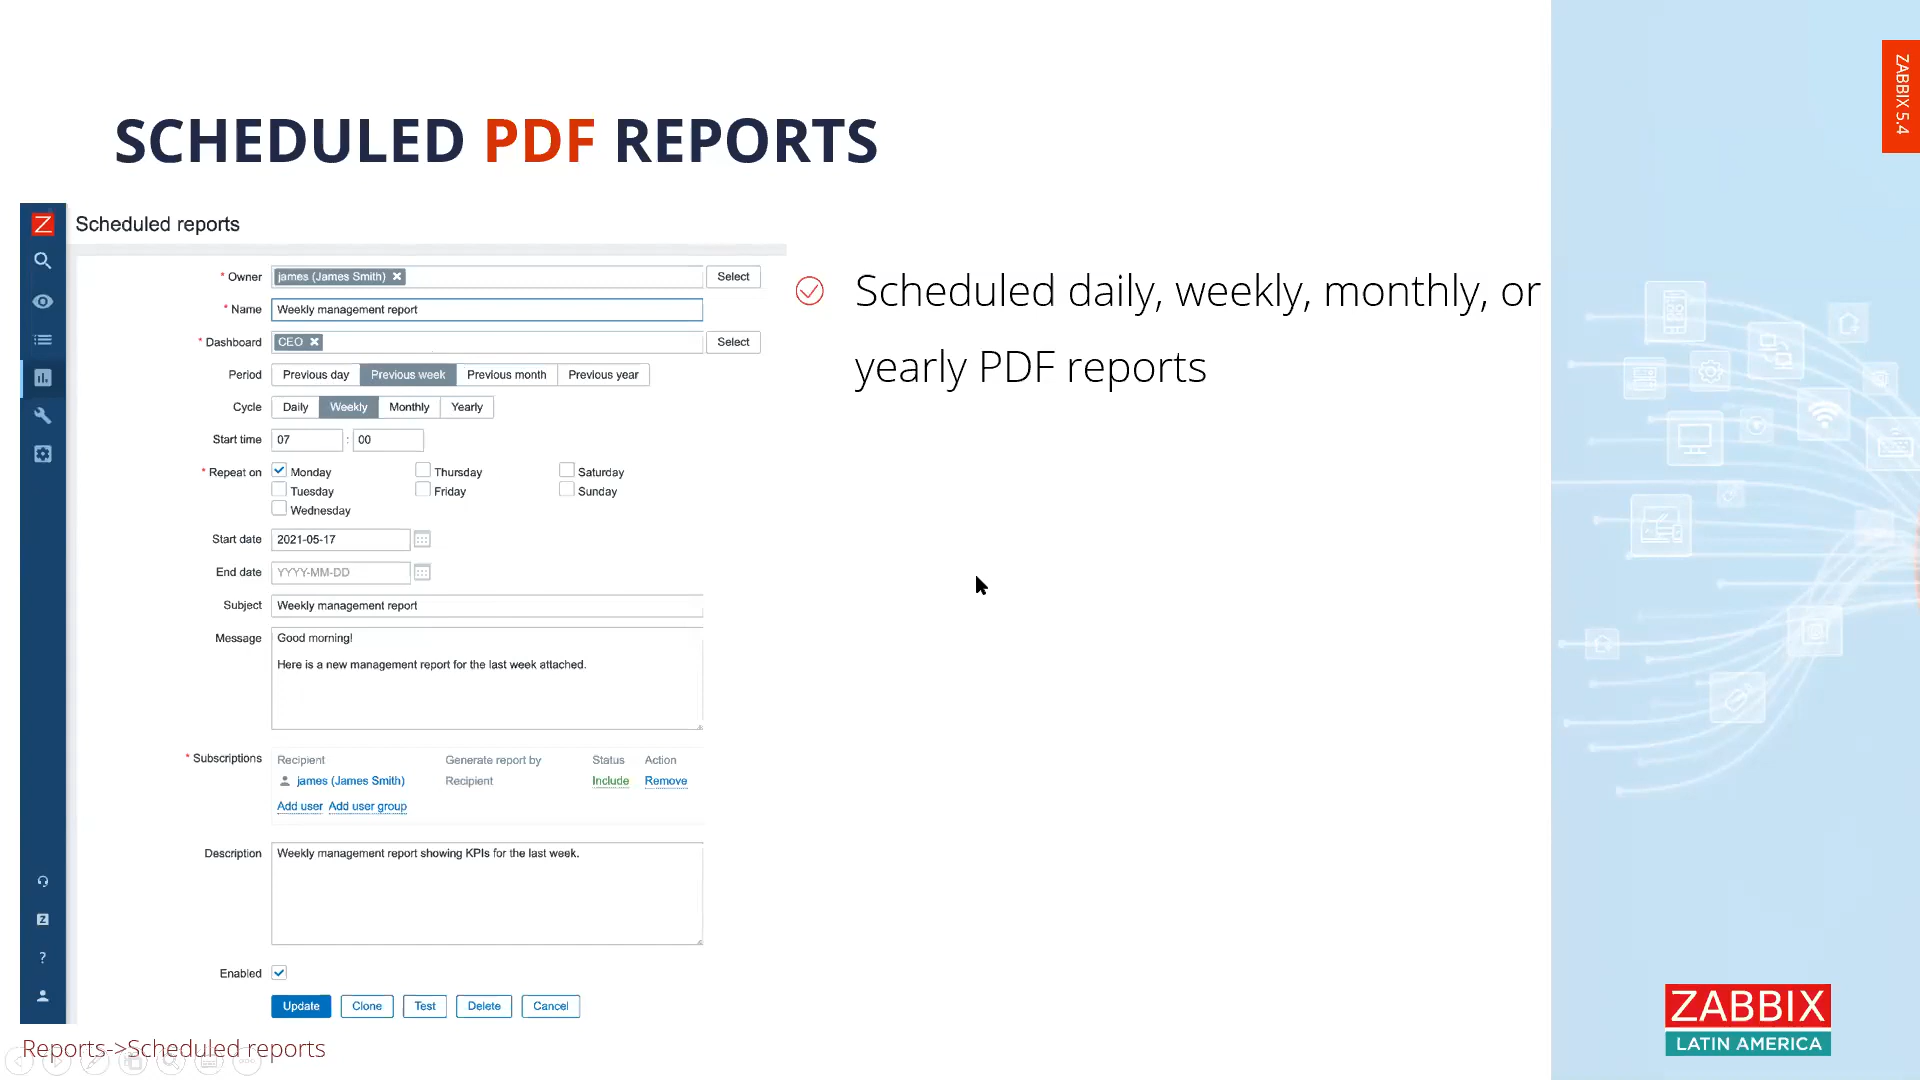 ZABBIX 5.4
SCHEDULED PDF REPORTS
Z
Scheduled reports
* Owner james (James Smith) Select
* Name Weekly management report
* Dashboard CEO Select
Period Previous day Previous week Previous month Previous year
Cycle Daily Weekly Monthly Yearly
Start time 07 : 00
* Repeat on Monday Thursday Saturday
Tuesday Friday Sunday
Wednesday
Start date 2021-05-17
End date YYYY-MM-DD
Subject Weekly management report
Message Good morning!
Here is a new management report for the last week attached.
* Subscriptions Recipient Generate report by Status Action
james (James Smith) Recipient Include Remove
Add user Add user group
Description Weekly management report showing KPIs for the last week.
Z
?
Enabled
Update Clone Test Delete Cancel
Reports->Scheduled reports
Scheduled daily, weekly, monthly, or
yearly PDF reports
ZABBIX
LATIN AMERICA